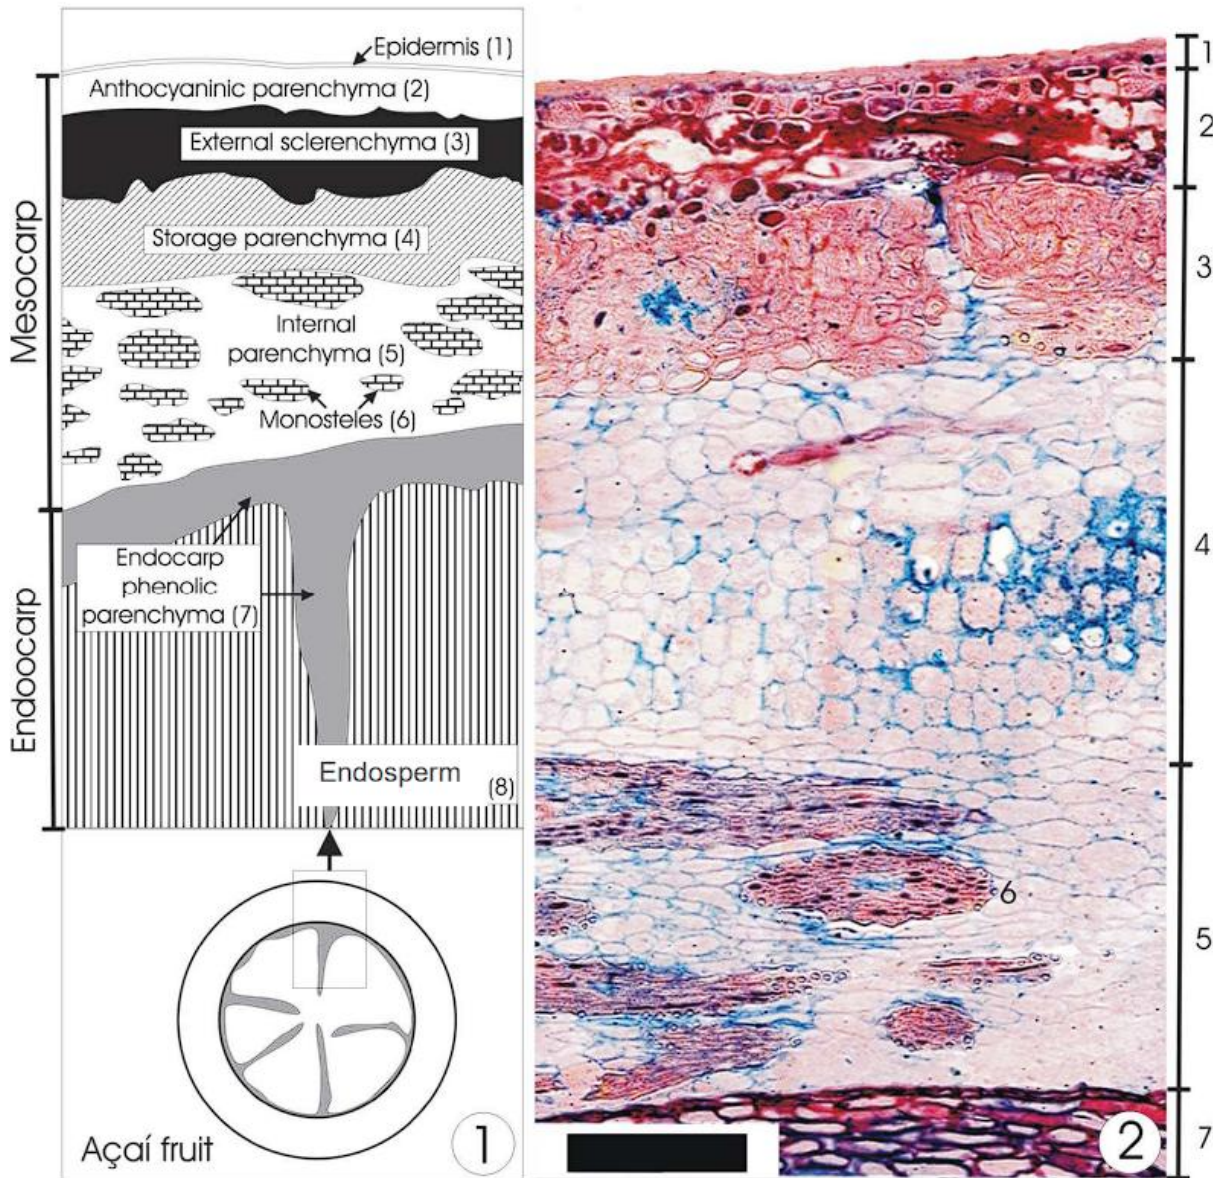 Epidermis (1)
Anthocyaninic parenchyma (2)
External sclerenchyma (3)
Storage parenchyma (4)
Internal
parenchyma (5)
Monosteles (6)
Endocarp
phenolic
parenchyma (7)
Endosperm
(8)
Mesocarp
Endocarp
Açaí fruit
1
1
2
3
4
6
5
7
2